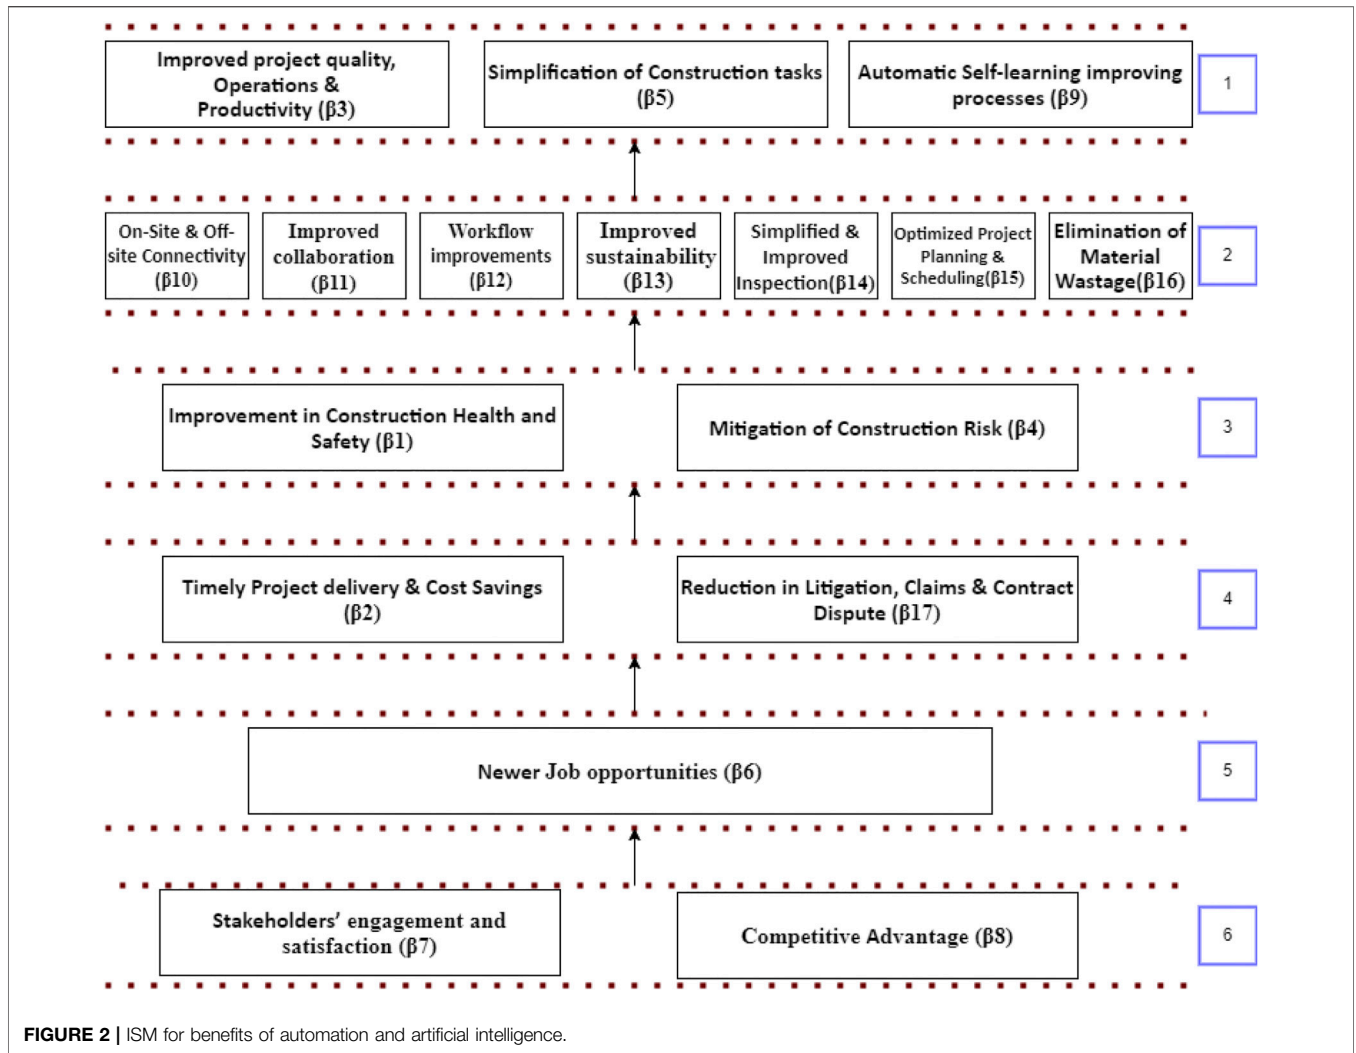 Improved project quality,
Operations &
Productivity (β3)
Simplification of Construction tasks
(β5)
Automatic Self-learning improving
processes (β9)
1
On-Site & Off-
site Connectivity
(β10)
Improved
collaboration
(β11)
Workflow
improvements
(β12)
Improved
sustainability
(β13)
Simplified &
Improved
Inspection(β14)
Optimized Project
Planning &
Scheduling(β15)
Elimination of
Material
Wastage(β16)
2
Improvement in Construction Health and
Safety (β1)
Mitigation of Construction Risk (β4)
3
Timely Project delivery & Cost Savings
(β2)
Reduction in Litigation, Claims & Contract
Dispute (β17)
4
Newer Job opportunities (β6)
5
Stakeholders’ engagement and
satisfaction (β7)
Competitive Advantage (β8)
6
FIGURE 2 | ISM for benefits of automation and artificial intelligence.